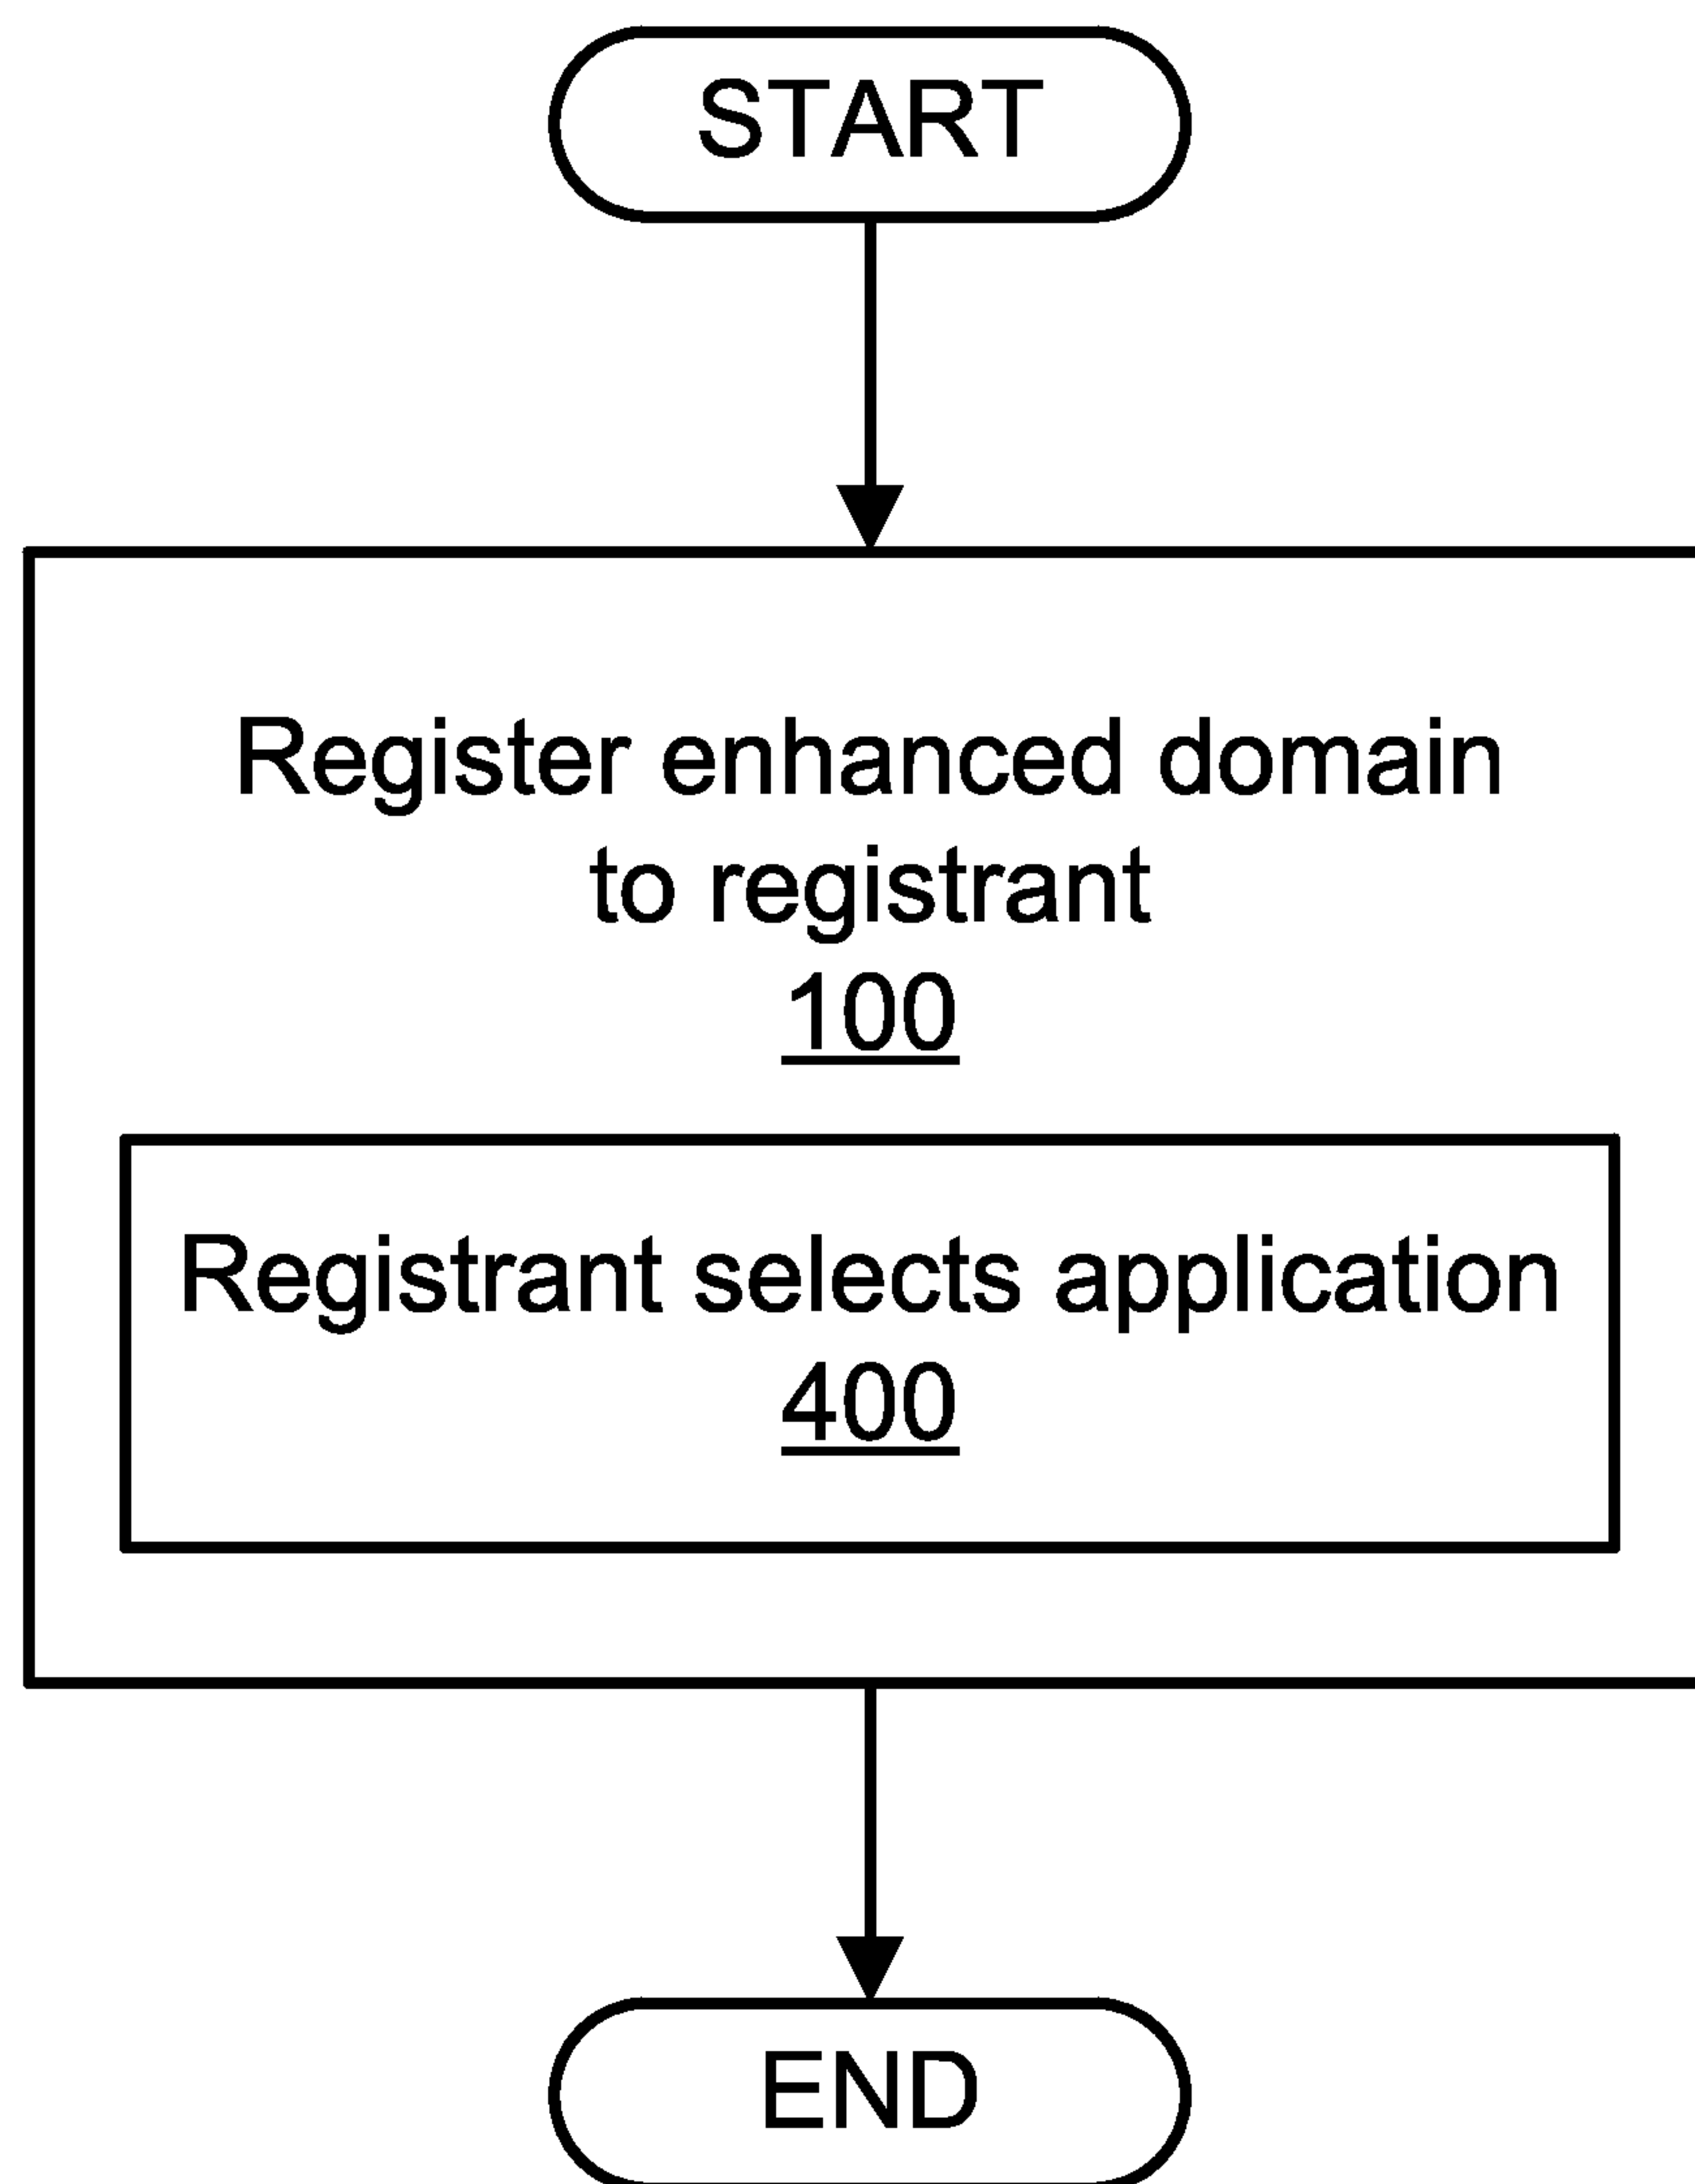 START
Register enhanced domain
to registrant
100
Registrant selects application
400
END